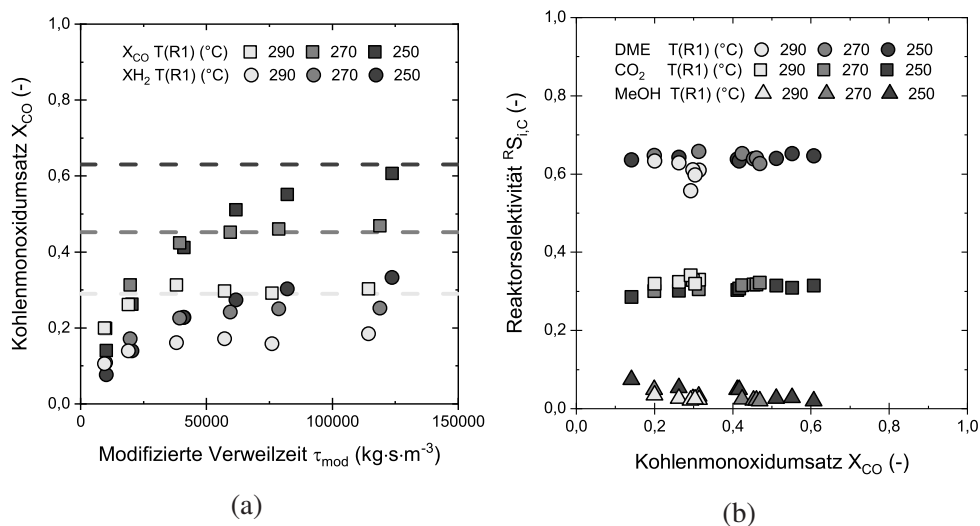 1,0
0,8
0,6
0,4
0,2
0,0
Kohlenmonoxidumsatz X_CO (-)
X_CO T(R1) (°C) 290 270 250
XH_2 T(R1) (°C) 290 270 250
0 50000 100000 150000
Modifizierte Verweilzeit τ_mod (kg·s·m^-3)
(a)
1,0
0,8
0,6
0,4
0,2
0,0
Reaktorselektivität ^RS_i,C (-)
DME T(R1) (°C) 290 270 250
CO_2 T(R1) (°C) 290 270 250
MeOH T(R1) (°C) 290 270 250
0,0 0,2 0,4 0,6 0,8 1,0
Kohlenmonoxidumsatz X_CO (-)
(b)